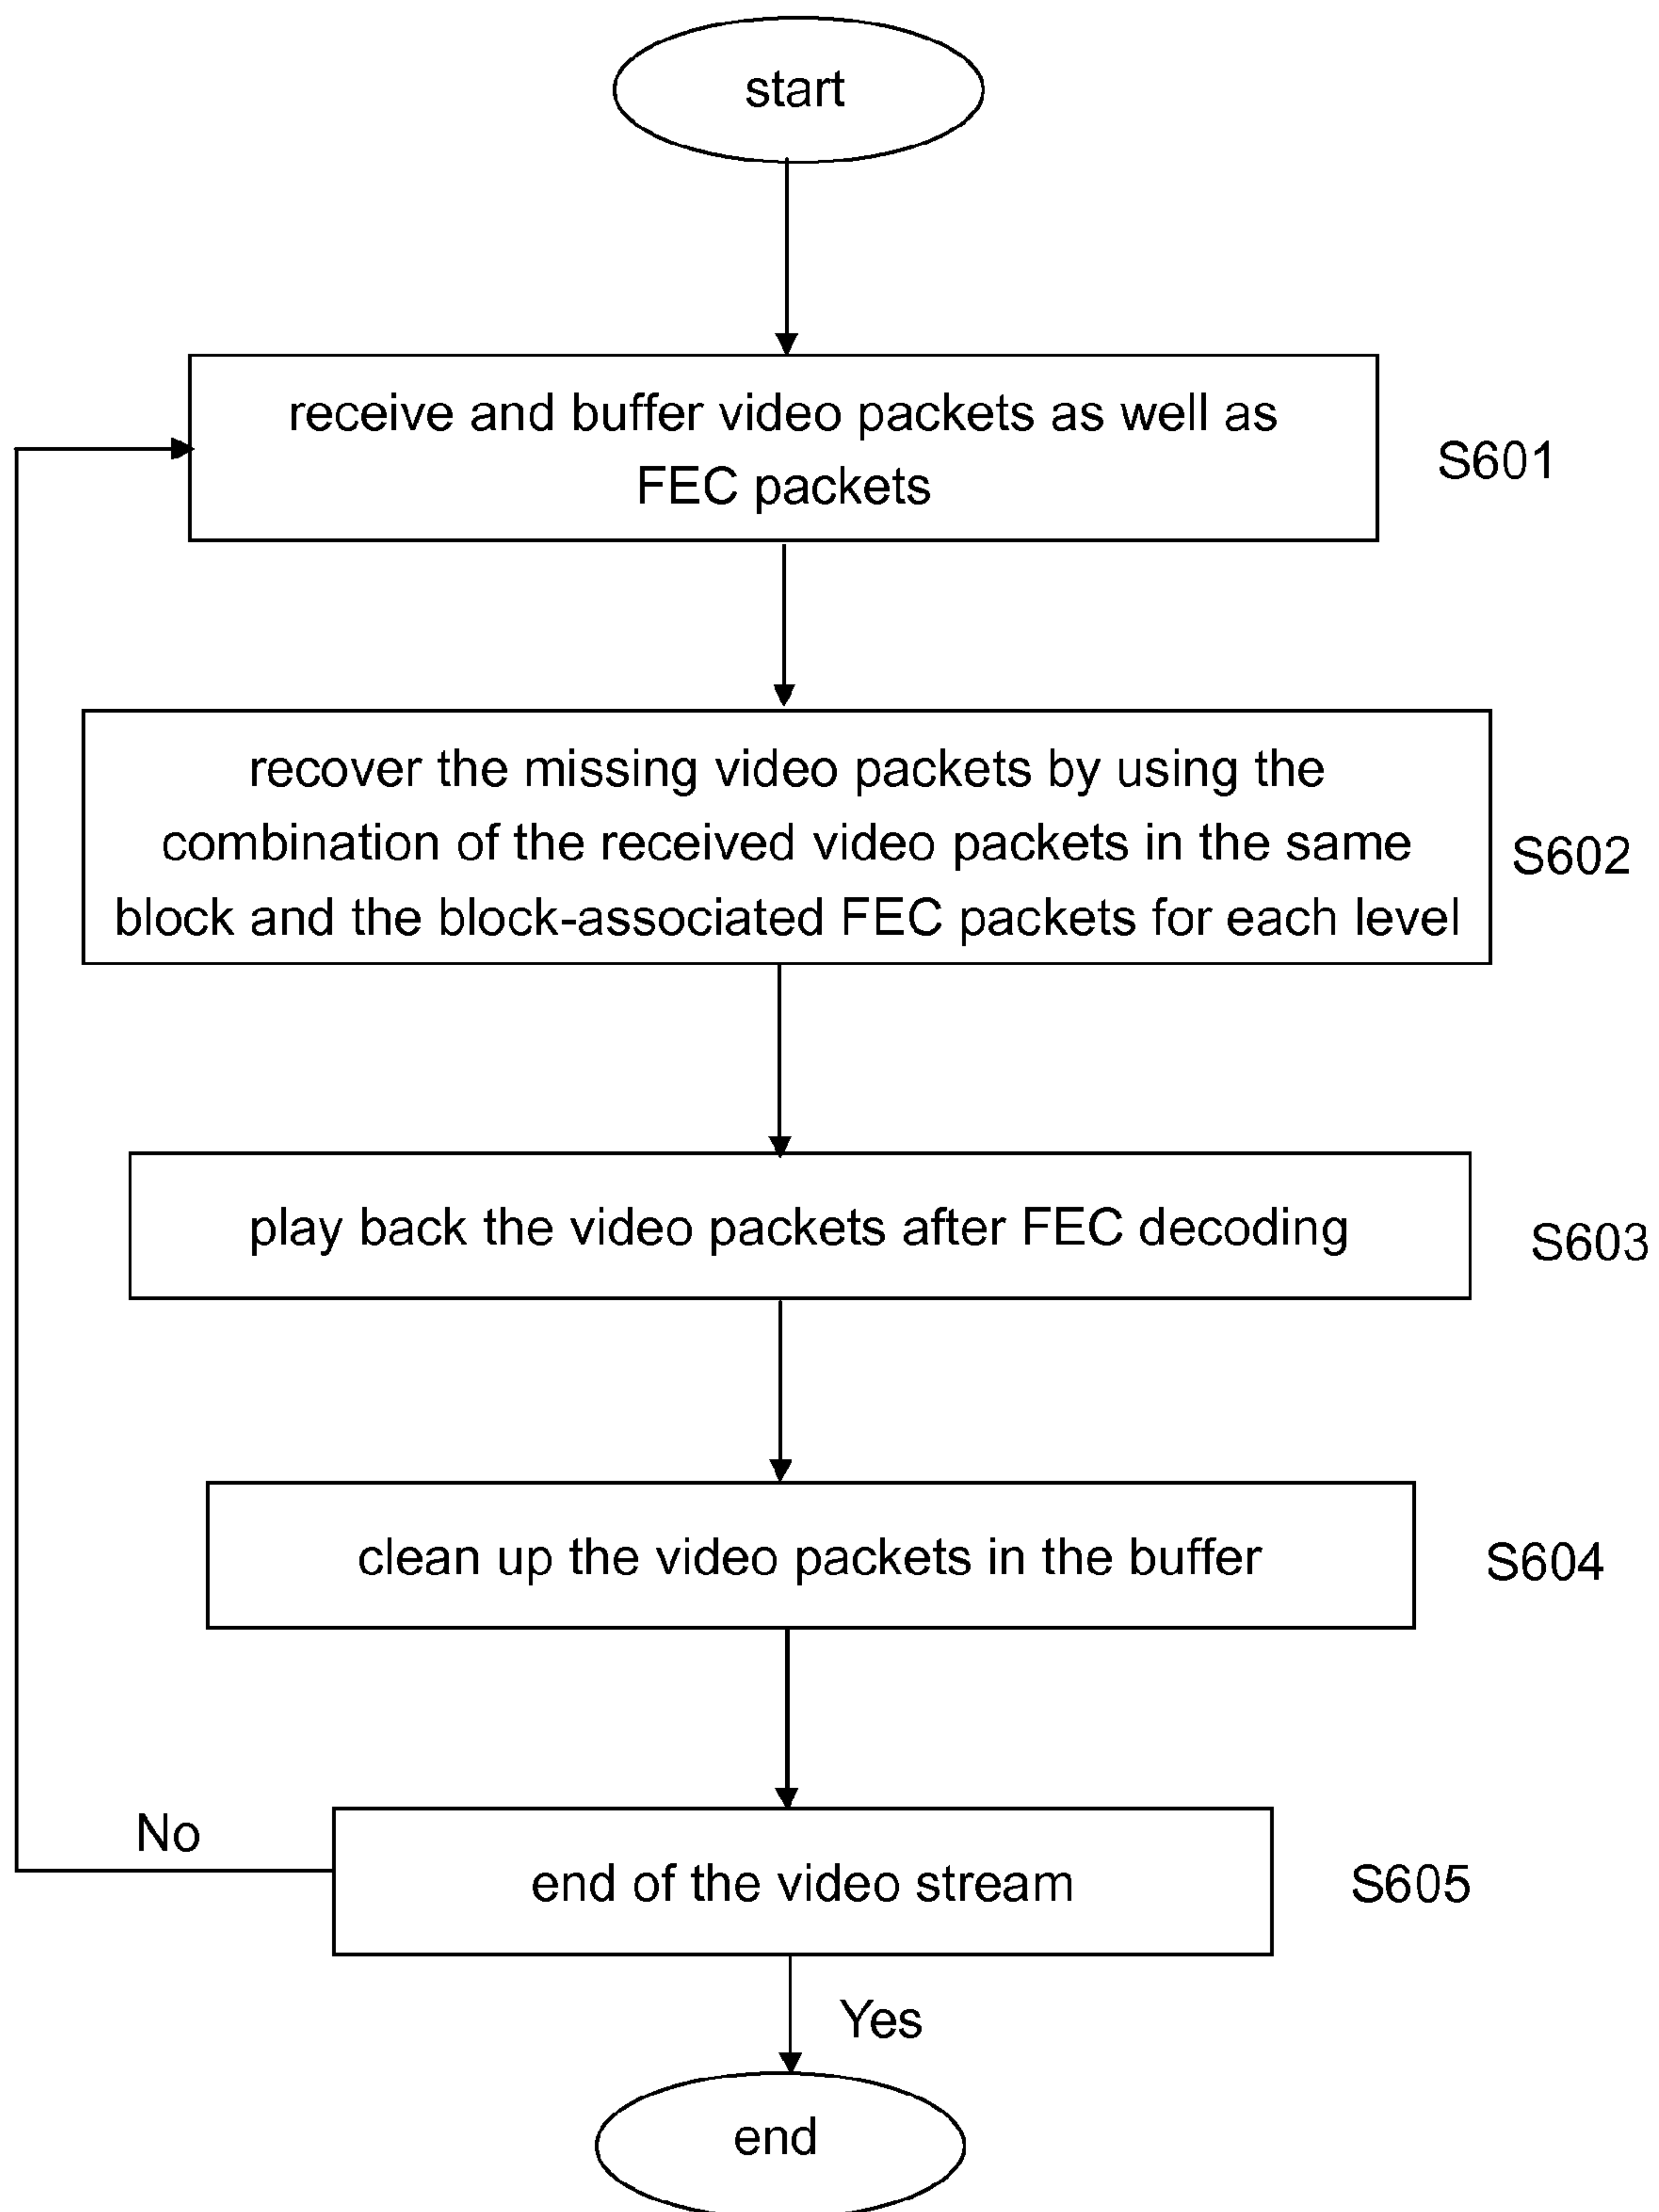 start
receive and buffer video packets as well as
FEC packets
S601
recover the missing video packets by using the
combination of the received video packets in the same
block and the block-associated FEC packets for each level
S602
play back the video packets after FEC decoding
S603
clean up the video packets in the buffer
S604
No
end of the video stream
S605
Yes
end